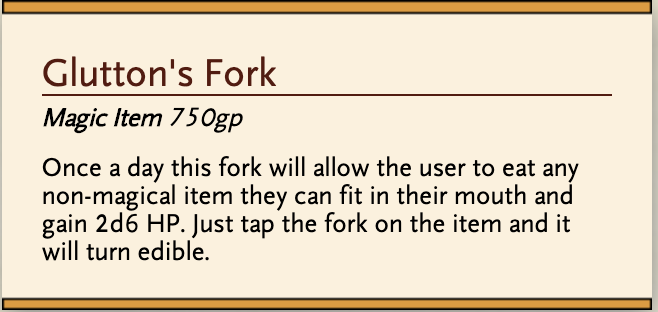 Glutton's Fork
Magic Item 750gp
Once a day this fork will allow the user to eat any
non-magical item they can fit in their mouth and
gain 2d6 HP. Just tap the fork on the item and it
will turn edible.